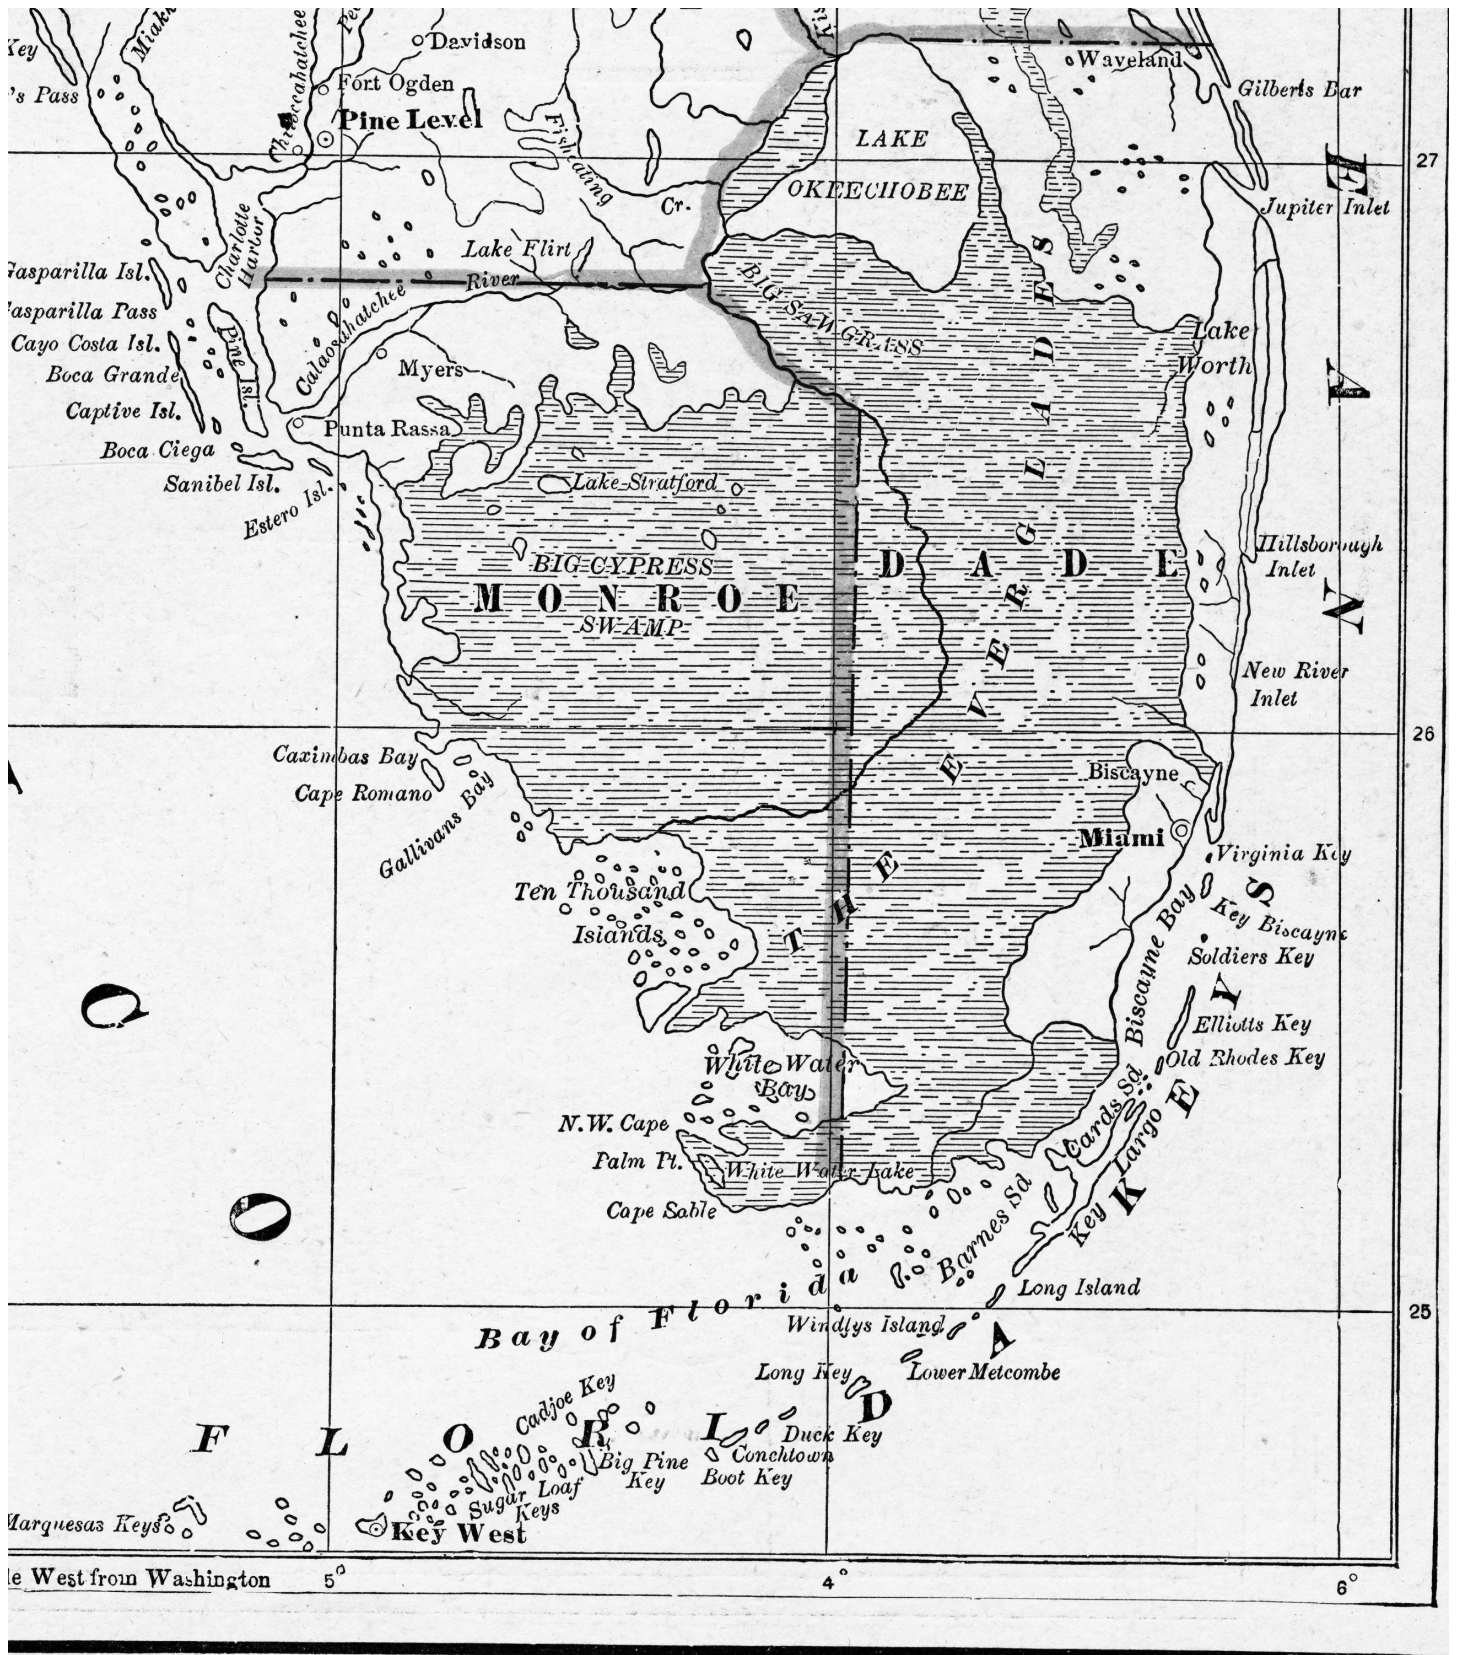 Key
's Pass
Miakk
Chiloccahatchee
Davidson
Fort Ogden
Pine Level
Fisheating
Cr.
LAKE
OKEECHOBEE
Waveland
Gilberts Bar
27
Jupiter Inlet
Charlotte
Harbor
Lake Flirt
River
Calaosahatchee
Gasparilla Isl.
Gasparilla Pass
Cayo Costa Isl.
Boca Grande
Captive Isl.
Boca Ciega
Sanibel Isl.
Estero Isl.
Pine Isl.
Myers
Punta Rassa
BIG SAW GRASS
Lake
Worth
E A N
Lake Stratford
BIG CYPRESS
MONROE
SWAMP
DADE
THE EVERGLADES
Hillsborough
Inlet
New River
Inlet
26
Caximbas Bay
Cape Romano
Gallivans Bay
Biscayne
Miami
Virginia Key
Key Biscayne
Biscayne Bay
Soldiers Key
Elliotts Key
Old Rhodes Key
Ten Thousand
Islands
White Water
Bay
N.W. Cape
Palm Pt.
White Water Lake
Cape Sable
Cards Sd
Key Largo
Barnes Sd
C O
Bay of Florida
Long Island
25
Windlys Island
Lower Metcombe
Long Key
Duck Key
Conchtown
Boot Key
Cadjoe Key
Big Pine
Key
Sugar Loaf
Keys
FLORIDA KEYS
Marquesas Keys
Key West
le West from Washington
5°
4°
6°